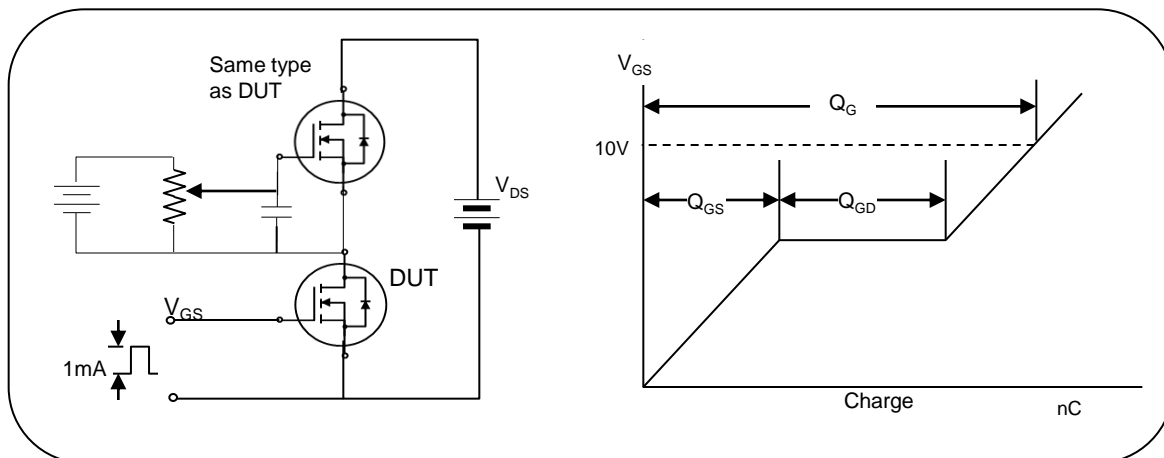 Same type
as DUT
V_DS
DUT
V_GS
1mA
V_GS
Q_G
10V
Q_GS
Q_GD
Charge
nC